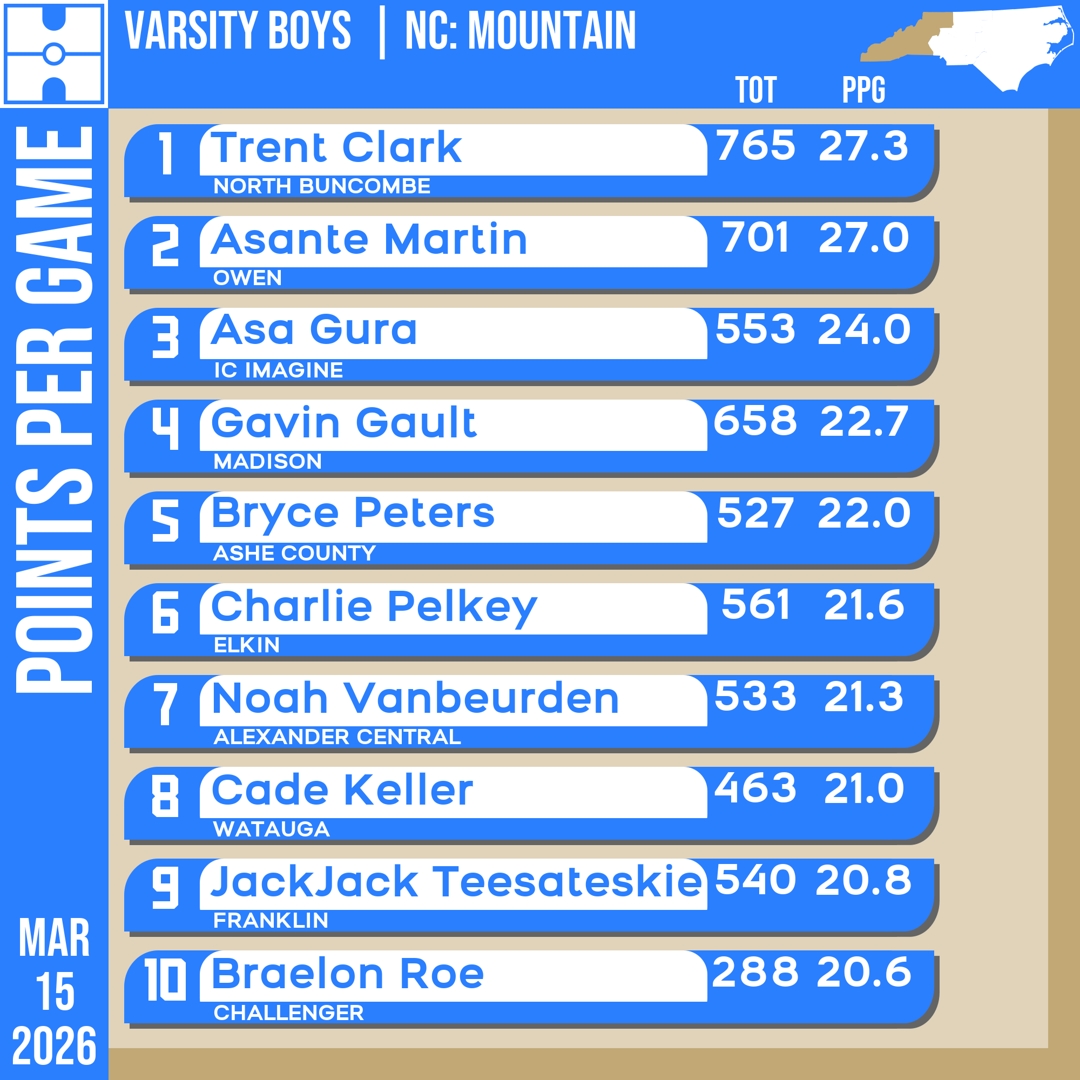 VARSITY BOYS | NC: MOUNTAIN
TOT PPG
POINTS PER GAME
1 Trent Clark 765 27.3
NORTH BUNCOMBE
2 Asante Martin 701 27.0
OWEN
3 Asa Gura 553 24.0
IC IMAGINE
4 Gavin Gault 658 22.7
MADISON
5 Bryce Peters 527 22.0
ASHE COUNTY
6 Charlie Pelkey 561 21.6
ELKIN
7 Noah Vanbeurden 533 21.3
ALEXANDER CENTRAL
8 Cade Keller 463 21.0
WATAUGA
9 JackJack Teesateskie 540 20.8
FRANKLIN
10 Braelon Roe 288 20.6
CHALLENGER
MAR
15
2026